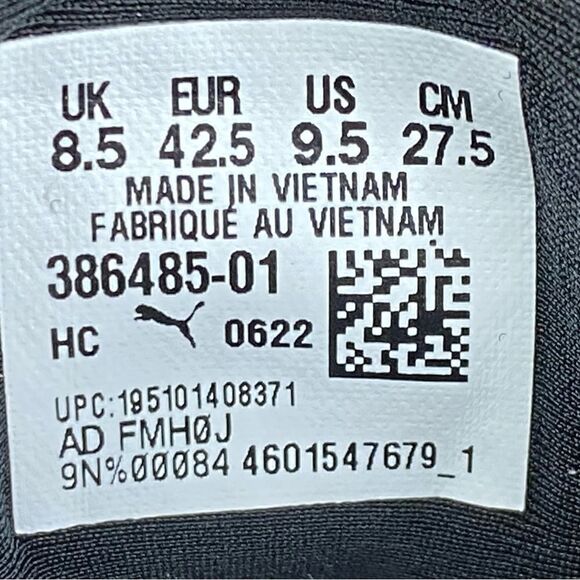 UK EUR US CM
8.5 42.5 9.5 27.5
MADE IN VIETNAM
FABRIQUÉ AU VIETNAM
386485-01
HC 0622
UPC:195101408371
AD FMHØJ
9N%ØØØ84 4601547679_1